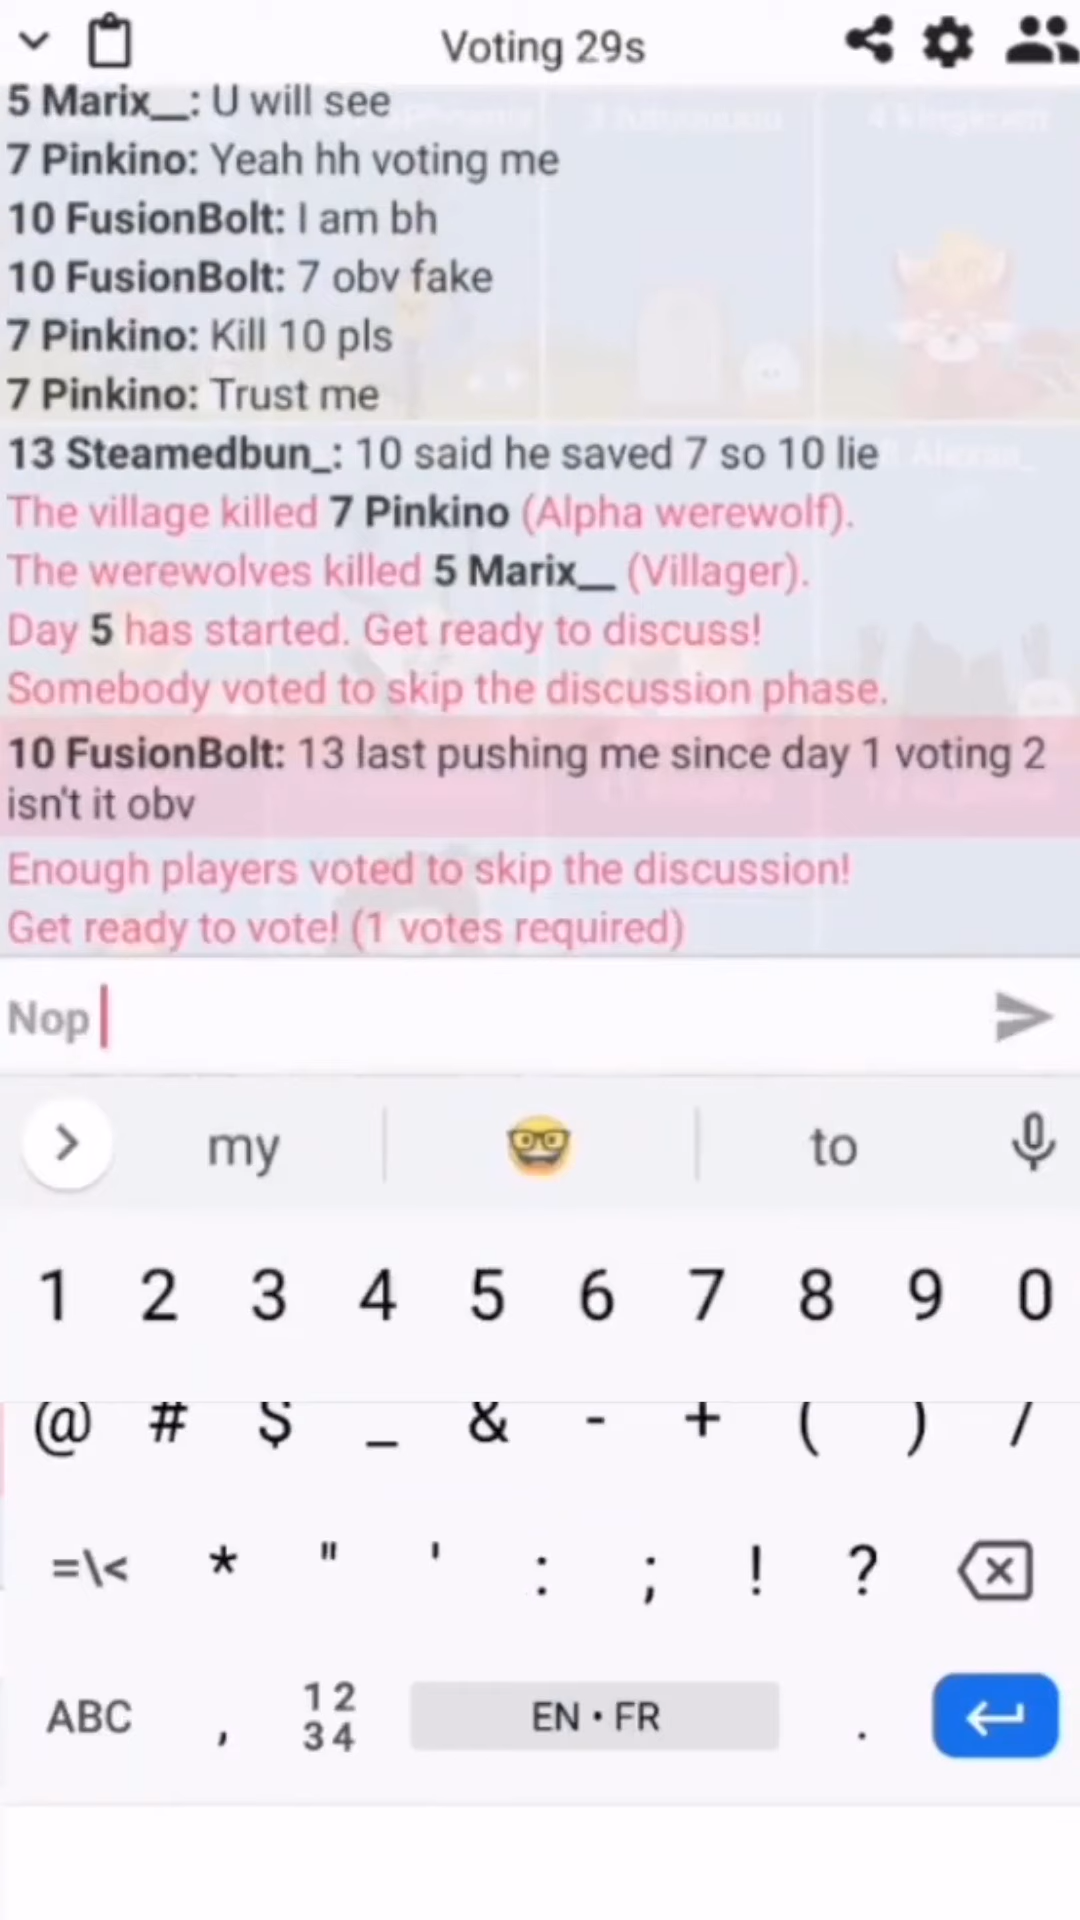 Voting 29s
5 Marix__: U will see
7 Pinkino: Yeah hh voting me
10 FusionBolt: I am bh
10 FusionBolt: 7 obv fake
7 Pinkino: Kill 10 pls
7 Pinkino: Trust me
13 Steamedbun_: 10 said he saved 7 so 10 lie
The village killed 7 Pinkino (Alpha werewolf).
The werewolves killed 5 Marix__ (Villager).
Day 5 has started. Get ready to discuss!
Somebody voted to skip the discussion phase.
10 FusionBolt: 13 last pushing me since day 1 voting 2
isn't it obv
Enough players voted to skip the discussion!
Get ready to vote! (1 votes required)
Nop
my to
1 2 3 4 5 6 7 8 9 0
@ # $ _ & - + ( ) /
=\< * " ' : ; ! ?
ABC , 12 EN • FR .
34